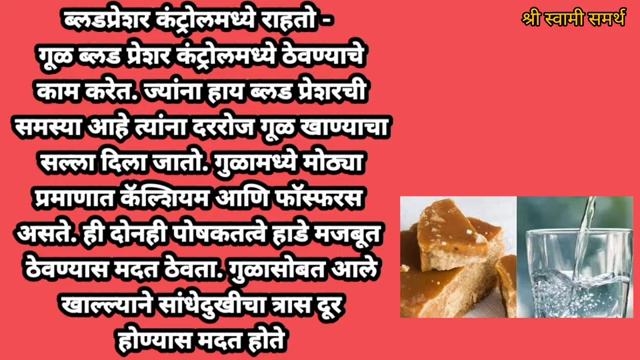 श्री स्वामी समर्थ
ब्लडप्रेशर कंट्रोलमध्ये राहतो -
गूळ ब्लड प्रेशर कंट्रोलमध्ये ठेवण्याचे
काम करेत. ज्यांना हाय ब्लड प्रेशरची
समस्या आहे त्यांना दररोज गूळ खाण्याचा
सल्ला दिला जातो. गुळामध्ये मोठ्या
प्रमाणात कॅल्शियम आणि फॉस्फरस
असते. ही दोनही पोषकतत्वे हाडे मजबूत
ठेवण्यास मदत ठेवता. गुळासोबत आले
खाल्ल्याने सांधेदुखीचा त्रास दूर
होण्यास मदत होते